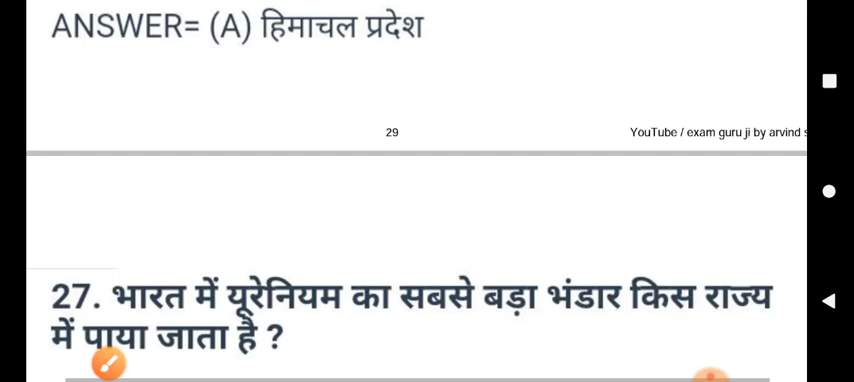 ANSWER= (A) हिमाचल प्रदेश
29
YouTube / exam guru ji by arvind
27. भारत में यूरेनियम का सबसे बड़ा भंडार किस राज्य
में पाया जाता है ?